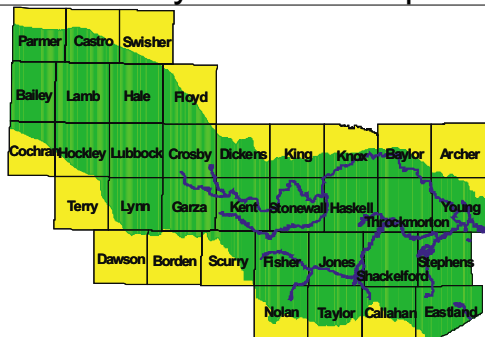 Parmer Castro Swisher
Bailey Lamb Hale Floyd
Cochran Hockley Lubbock Crosby Dickens King Knox Baylor Archer
Terry Lynn Garza Kent Stonewall Haskell Throckmorton Young
Dawson Borden Scurry Fisher Jones Shackelford Stephens
Nolan Taylor Callahan Eastland